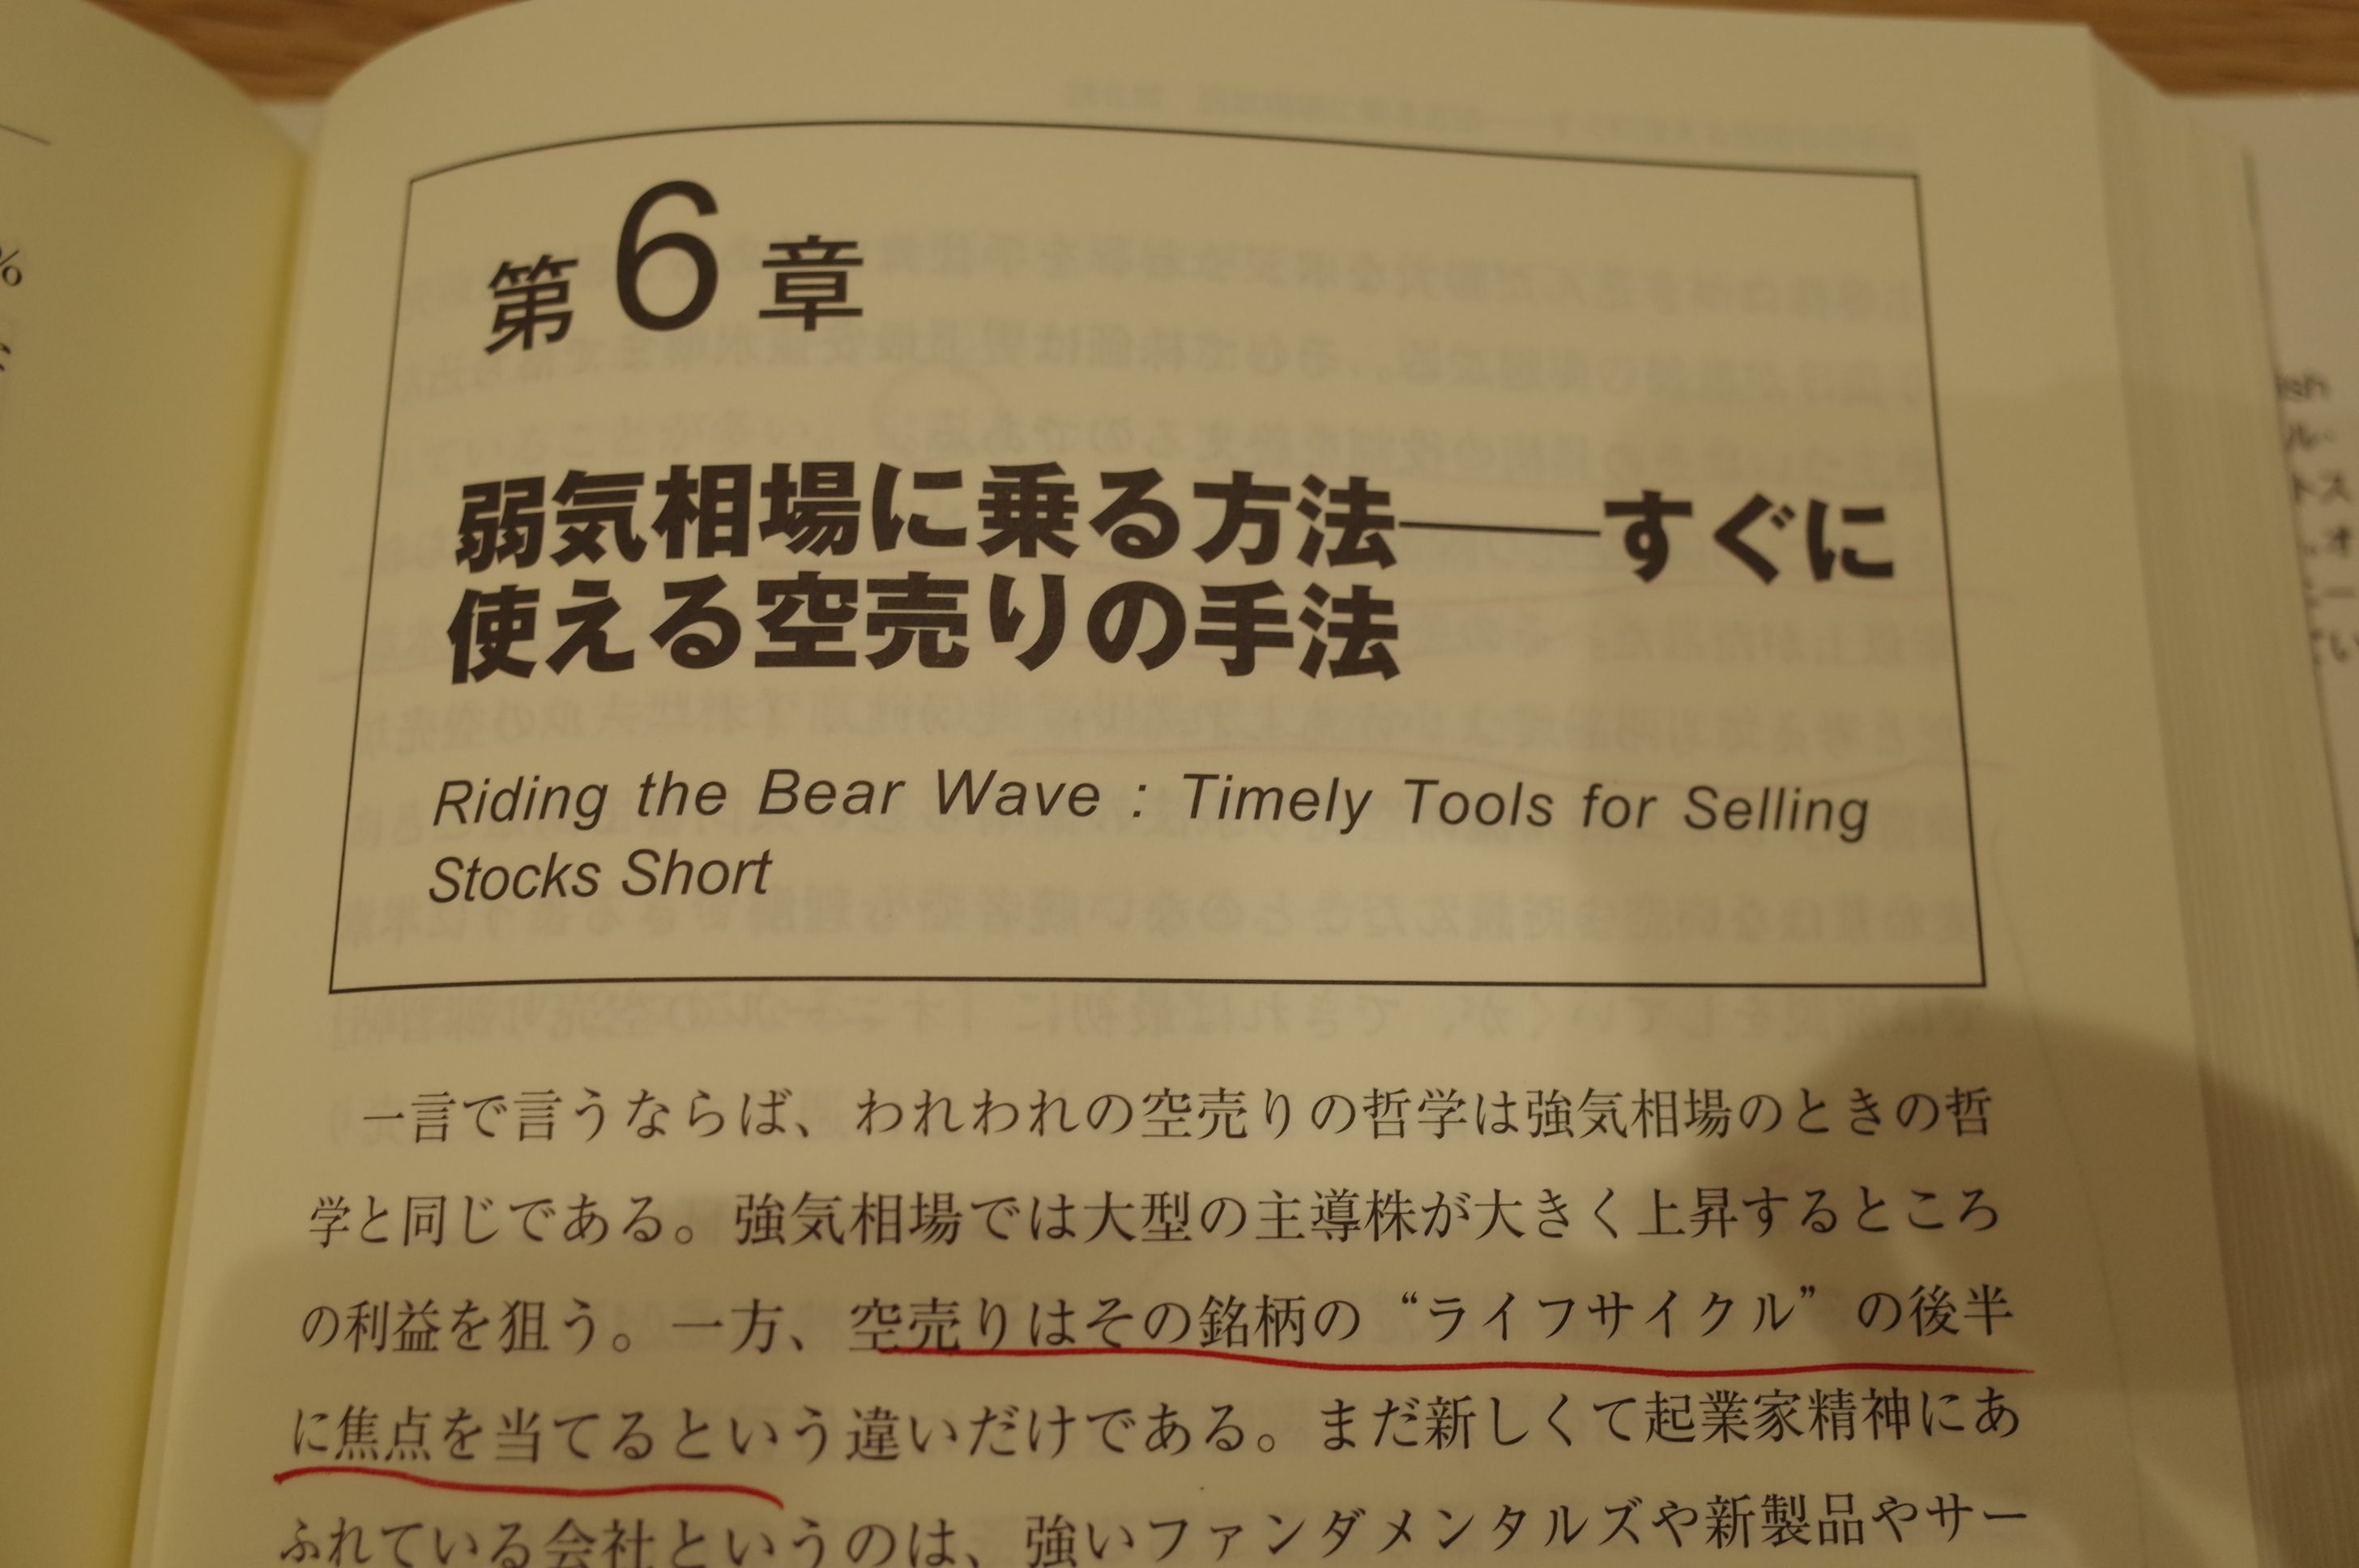 第6章
弱気相場に乗る方法――すぐに
使える空売りの手法
Riding the Bear Wave : Timely Tools for Selling
Stocks Short
一言で言うならば、われわれの空売りの哲学は強気相場のときの哲
学と同じである。強気相場では大型の主導株が大きく上昇するところ
の利益を狙う。一方、空売りはその銘柄の“ライフサイクル”の後半
に焦点を当てるという違いだけである。まだ新しくて起業家精神にあ
ふれている会社というのは、強いファンダメンタルズや新製品やサー
%
ル・
トス